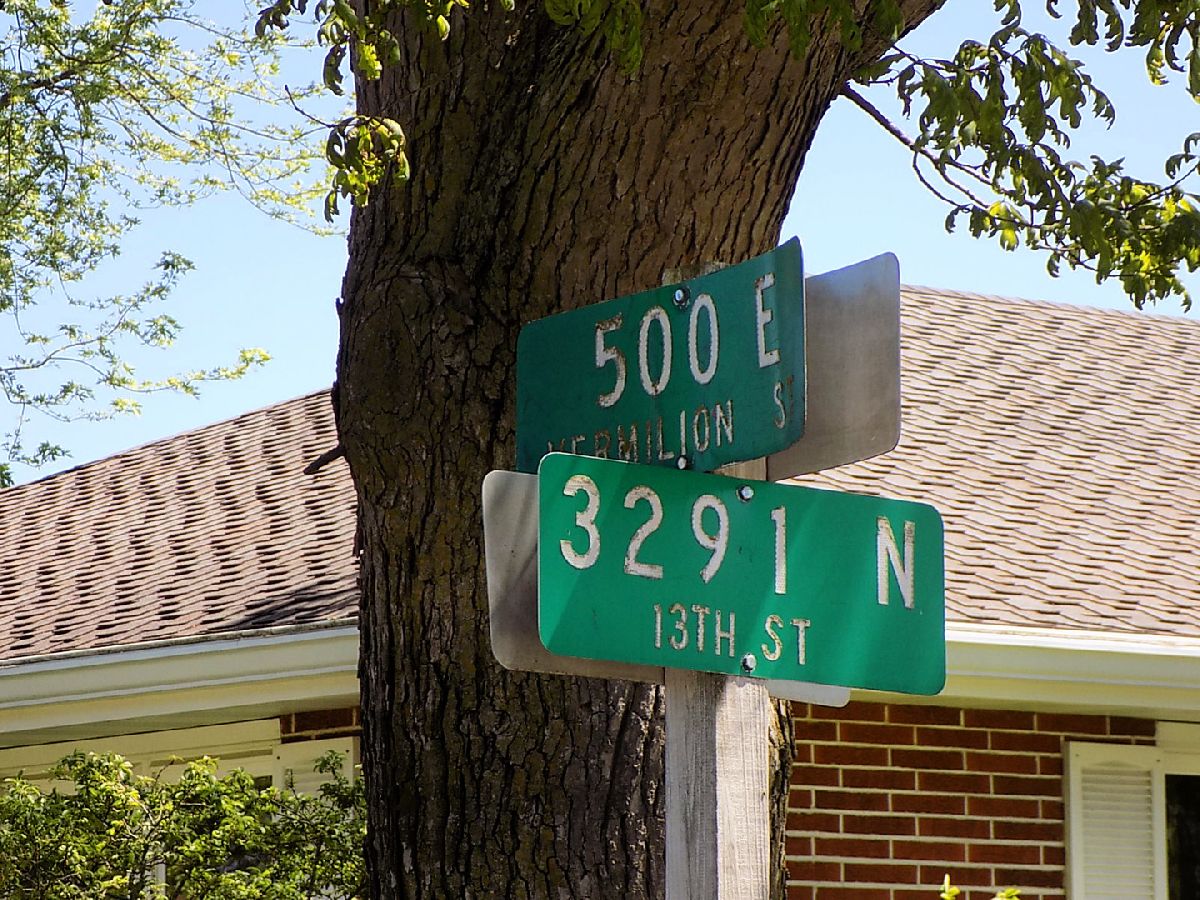 500 E
VERMILION ST
3291 N
13TH ST